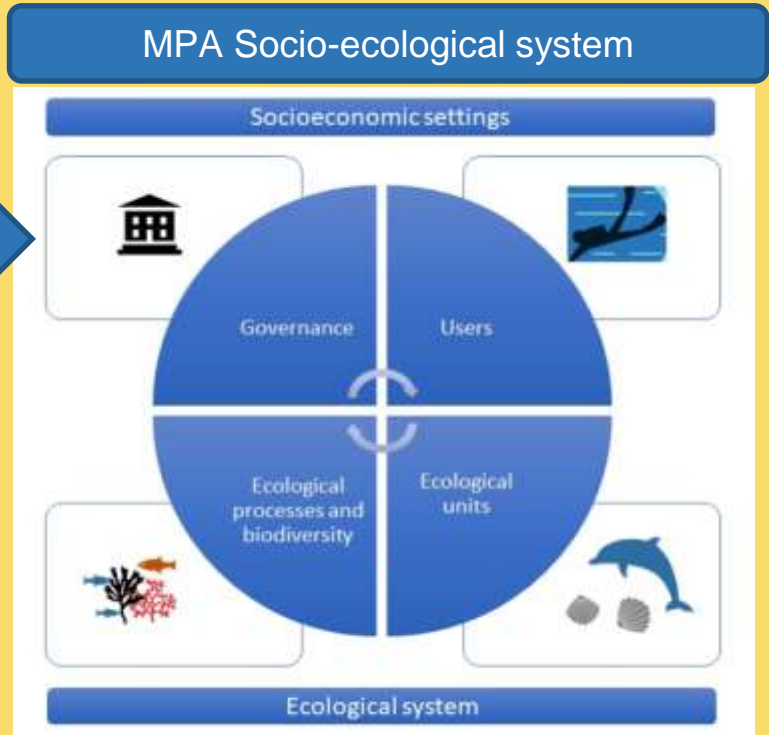 MPA Socio-ecological system
Socioeconomic settings
Governance
Users
Ecological
processes and
biodiversity
Ecological
units
Ecological system